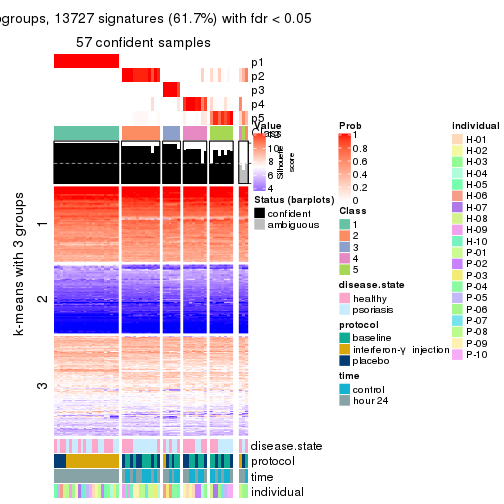 ogroups, 13727 signatures (61.7%) with fdr < 0.05
57 confident samples
p1
p2
p3
p4
p5
Class
k-means with 3 groups
1
2
3
Silhouette
score
disease.state
protocol
time
individual
Value
10
8
6
4
Status (barplots)
confident
ambiguous
Prob
1
0.8
0.6
0.4
0.2
0
Class
1
2
3
4
5
disease.state
healthy
psoriasis
protocol
baseline
interferon-γ injection
placebo
time
control
hour 24
individual
H-01
H-02
H-03
H-04
H-05
H-06
H-07
H-08
H-09
H-10
P-01
P-02
P-03
P-04
P-05
P-06
P-07
P-08
P-09
P-10